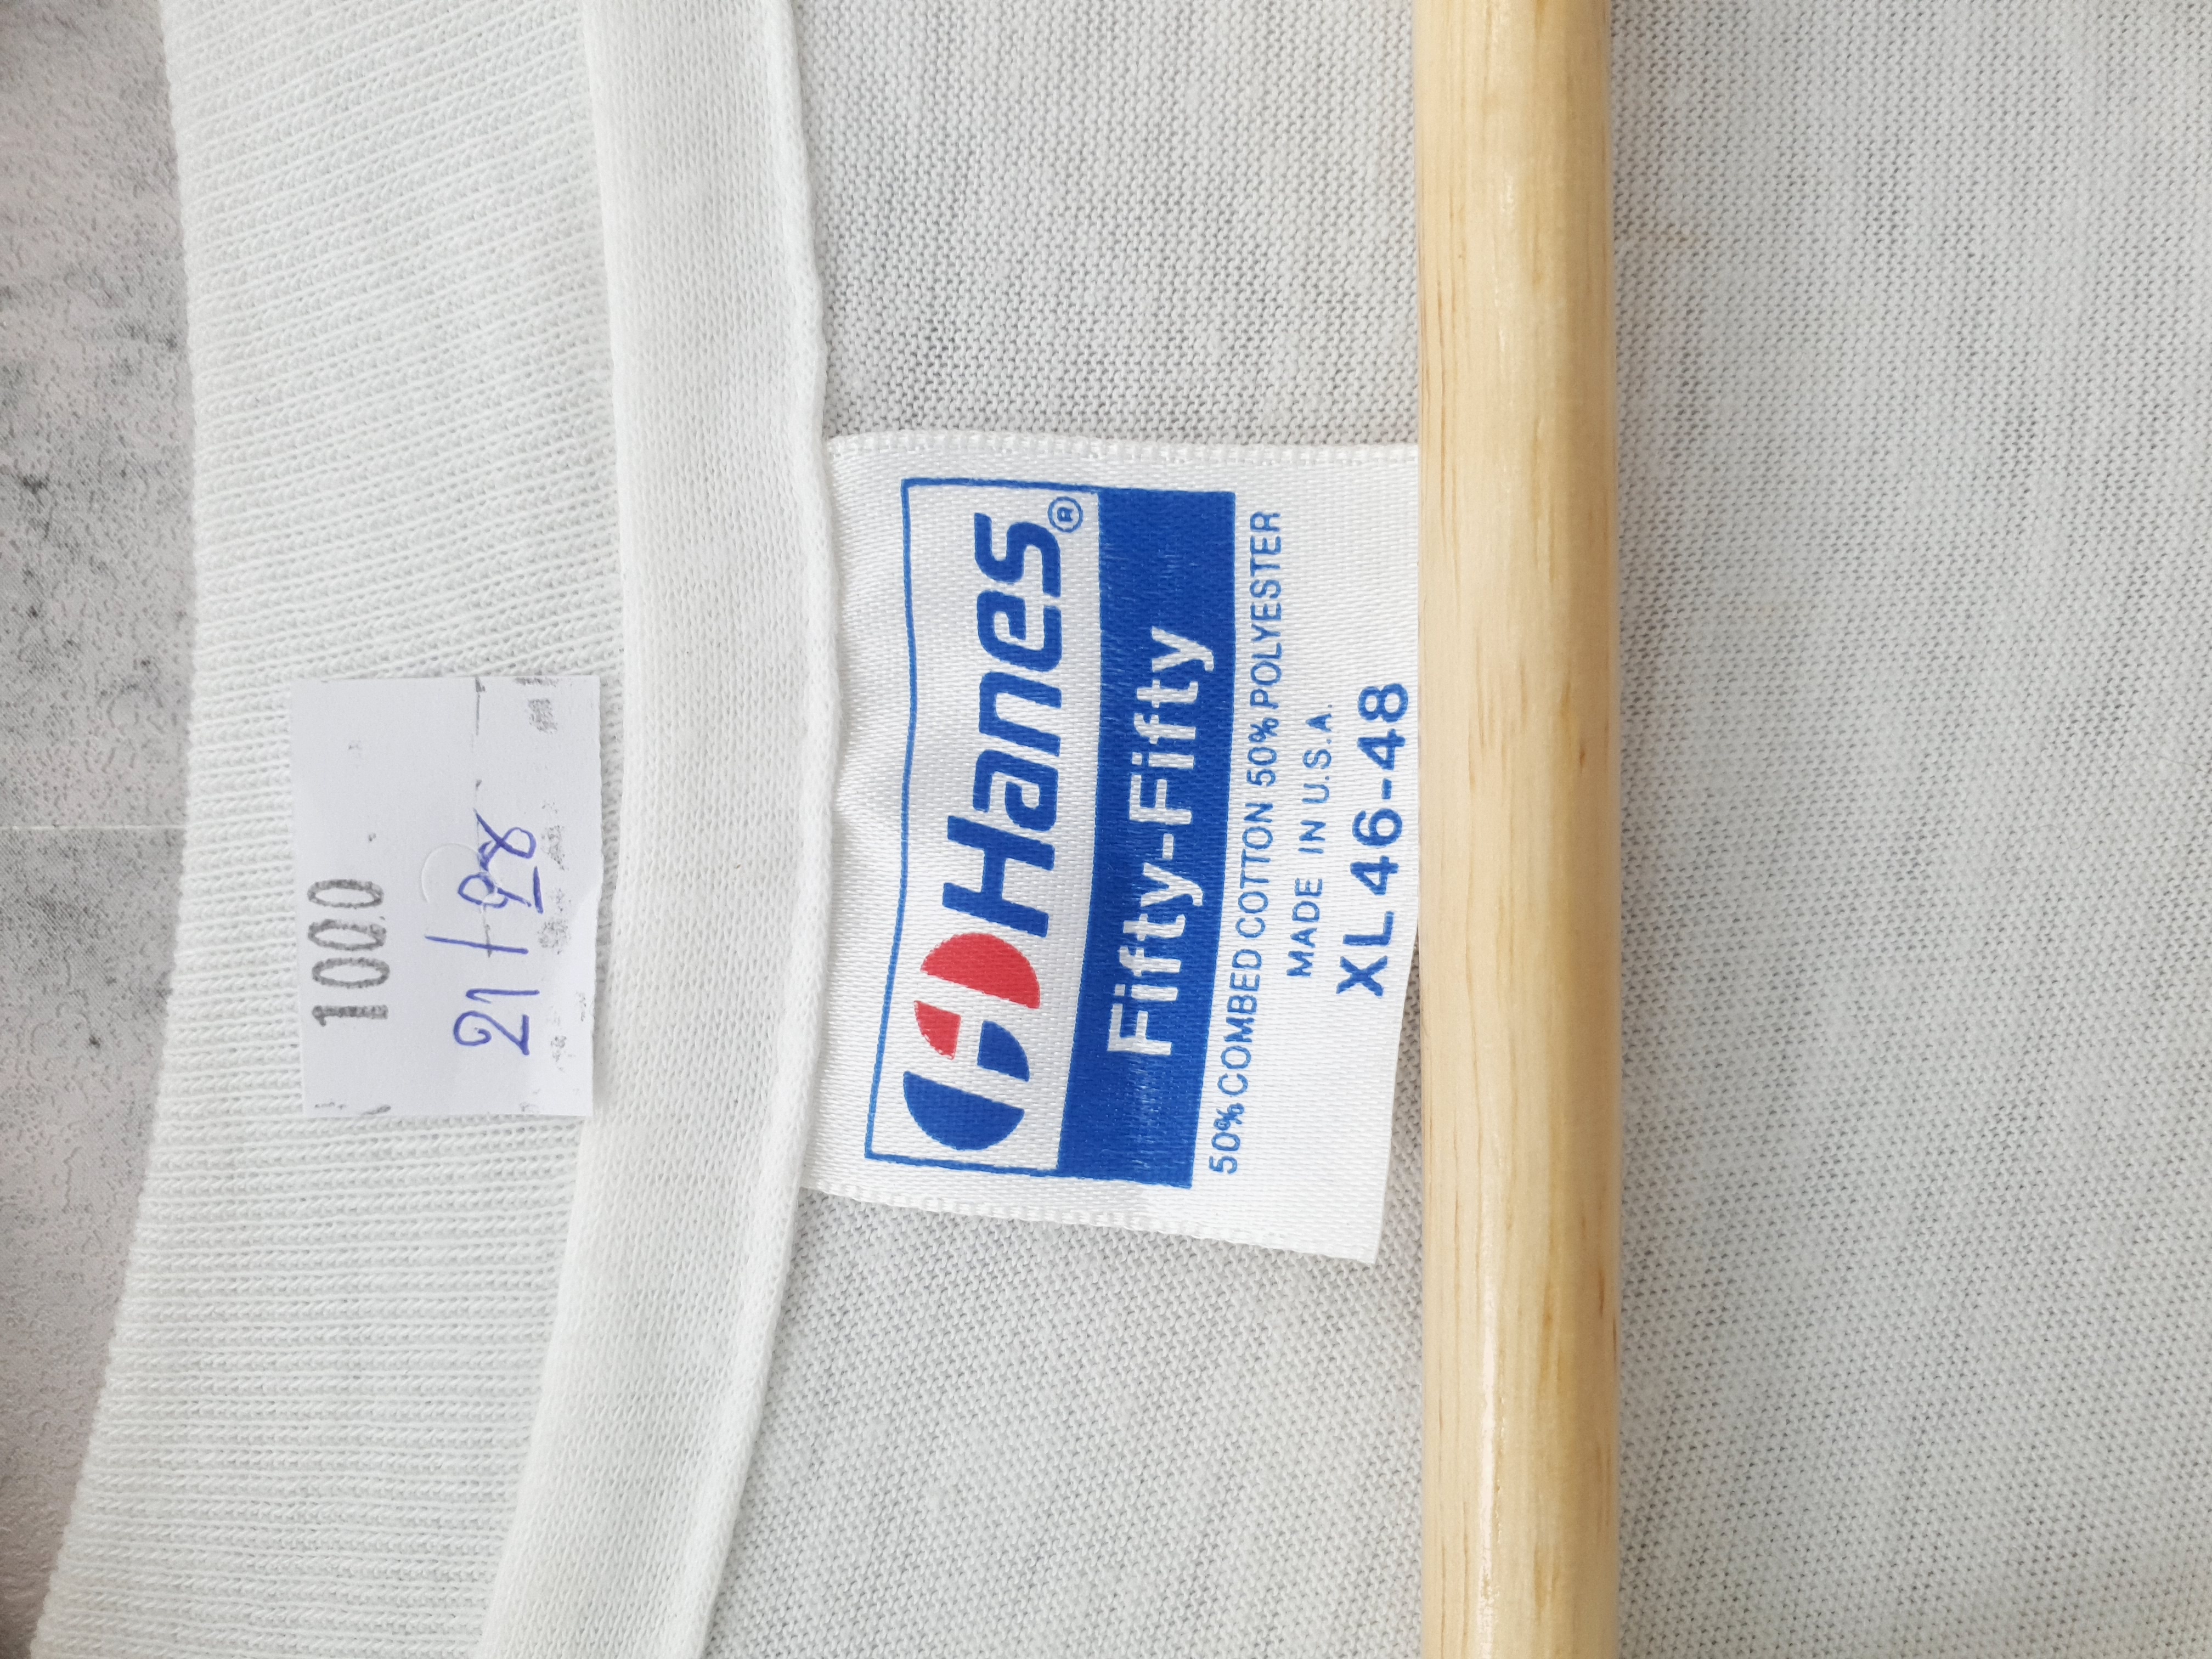 1000
21/28
Hanes®
Fifty-Fifty
50% COMBED COTTON 50% POLYESTER
MADE IN U.S.A.
XL 46-48